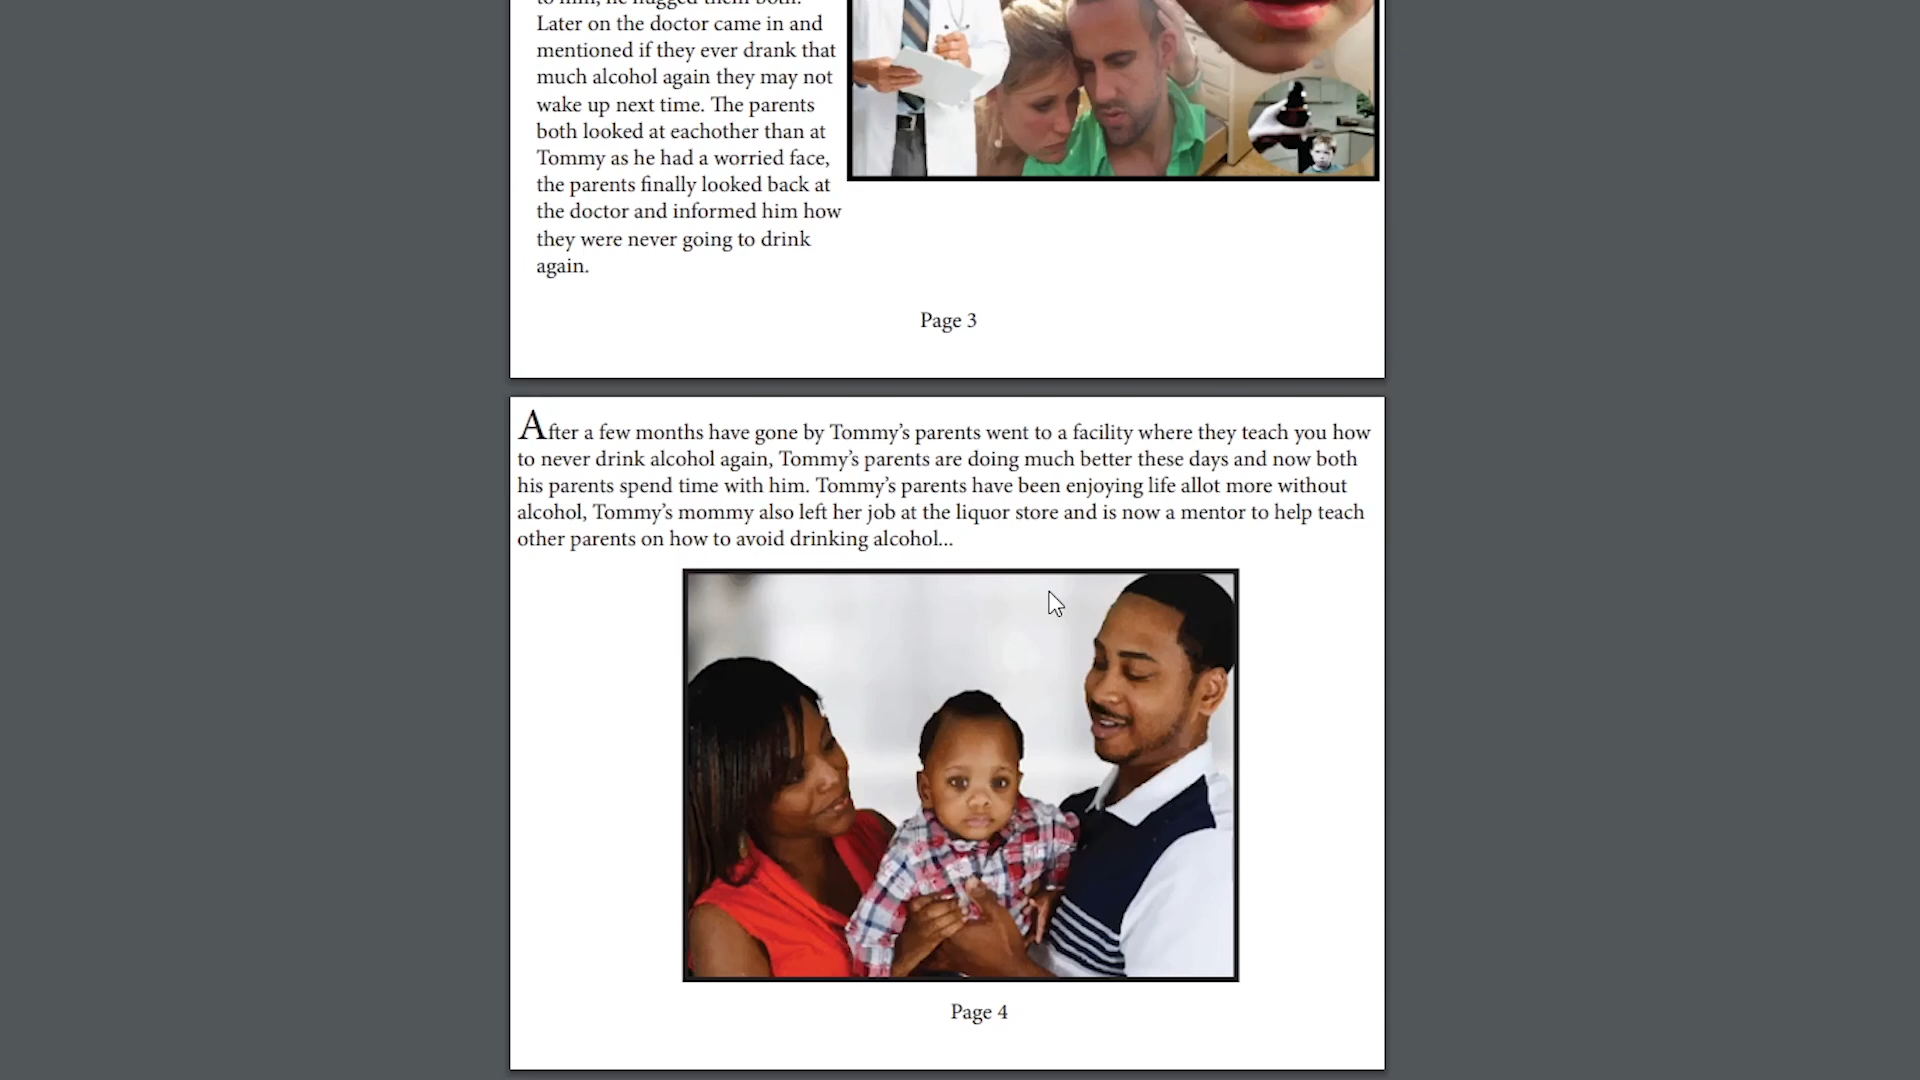 to him, he hugged them both.
Later on the doctor came in and
mentioned if they ever drank that
much alcohol again they may not
wake up next time. The parents
both looked at eachother than at
Tommy as he had a worried face,
the parents finally looked back at
the doctor and informed him how
they were never going to drink
again.
Page 3
After a few months have gone by Tommy's parents went to a facility where they teach you how
to never drink alcohol again, Tommy's parents are doing much better these days and now both
his parents spend time with him. Tommy's parents have been enjoying life allot more without
alcohol, Tommy's mommy also left her job at the liquor store and is now a mentor to help teach
other parents on how to avoid drinking alcohol...
Page 4